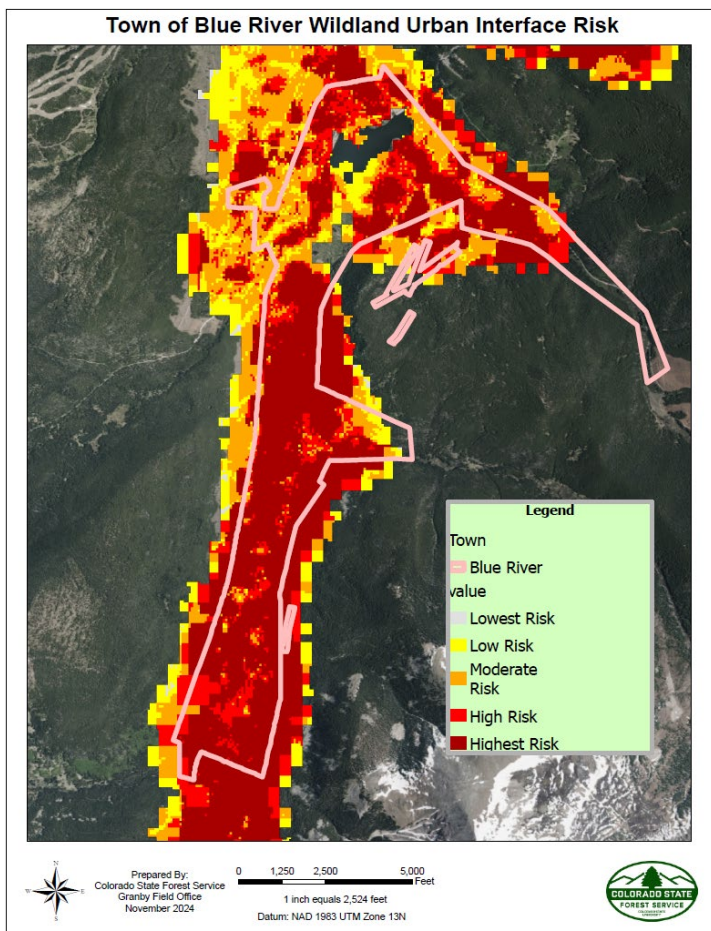 Town of Blue River Wildland Urban Interface Risk
Legend
Town
Blue River
value
Lowest Risk
Low Risk
Moderate
Risk
High Risk
Highest Risk
N
W
E
S
Prepared By:
Colorado State Forest Service
Granby Field Office
November 2024
0 1,250 2,500 5,000
Feet
1 inch equals 2,524 feet
Datum: NAD 1983 UTM Zone 13N
COLORADO STATE
FOREST SERVICE